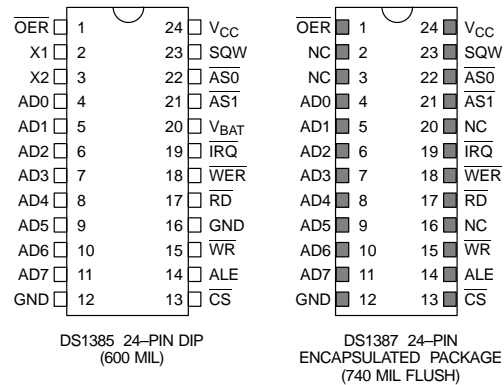 OER 1 24 VCC
X1 2 23 SQW
X2 3 22 AS0
AD0 4 21 AS1
AD1 5 20 VBAT
AD2 6 19 IRQ
AD3 7 18 WER
AD4 8 17 RD
AD5 9 16 GND
AD6 10 15 WR
AD7 11 14 ALE
GND 12 13 CS
DS1385 24–PIN DIP
(600 MIL)
OER 1 24 VCC
NC 2 23 SQW
NC 3 22 AS0
AD0 4 21 AS1
AD1 5 20 NC
AD2 6 19 IRQ
AD3 7 18 WER
AD4 8 17 RD
AD5 9 16 NC
AD6 10 15 WR
AD7 11 14 ALE
GND 12 13 CS
DS1387 24–PIN
ENCAPSULATED PACKAGE
(740 MIL FLUSH)